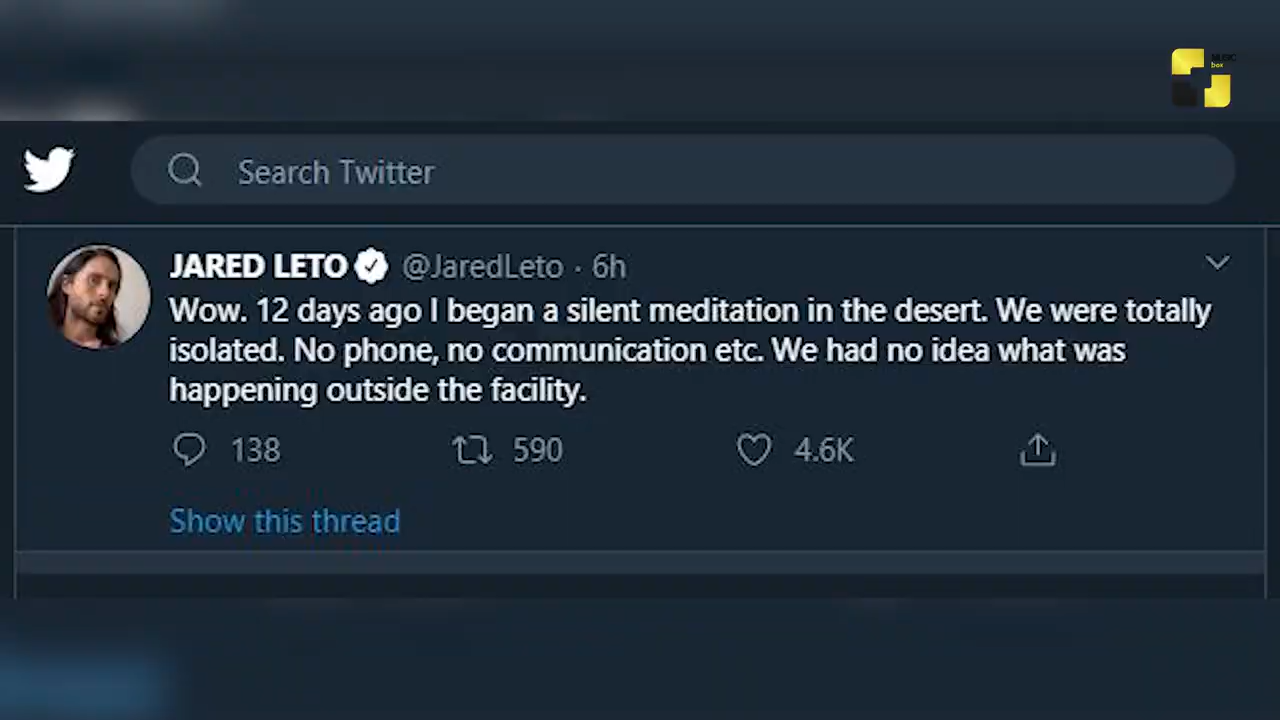 box
Search Twitter
JARED LETO @JaredLeto · 6h
Wow. 12 days ago I began a silent meditation in the desert. We were totally
isolated. No phone, no communication etc. We had no idea what was
happening outside the facility.
138 590 4.6K
Show this thread